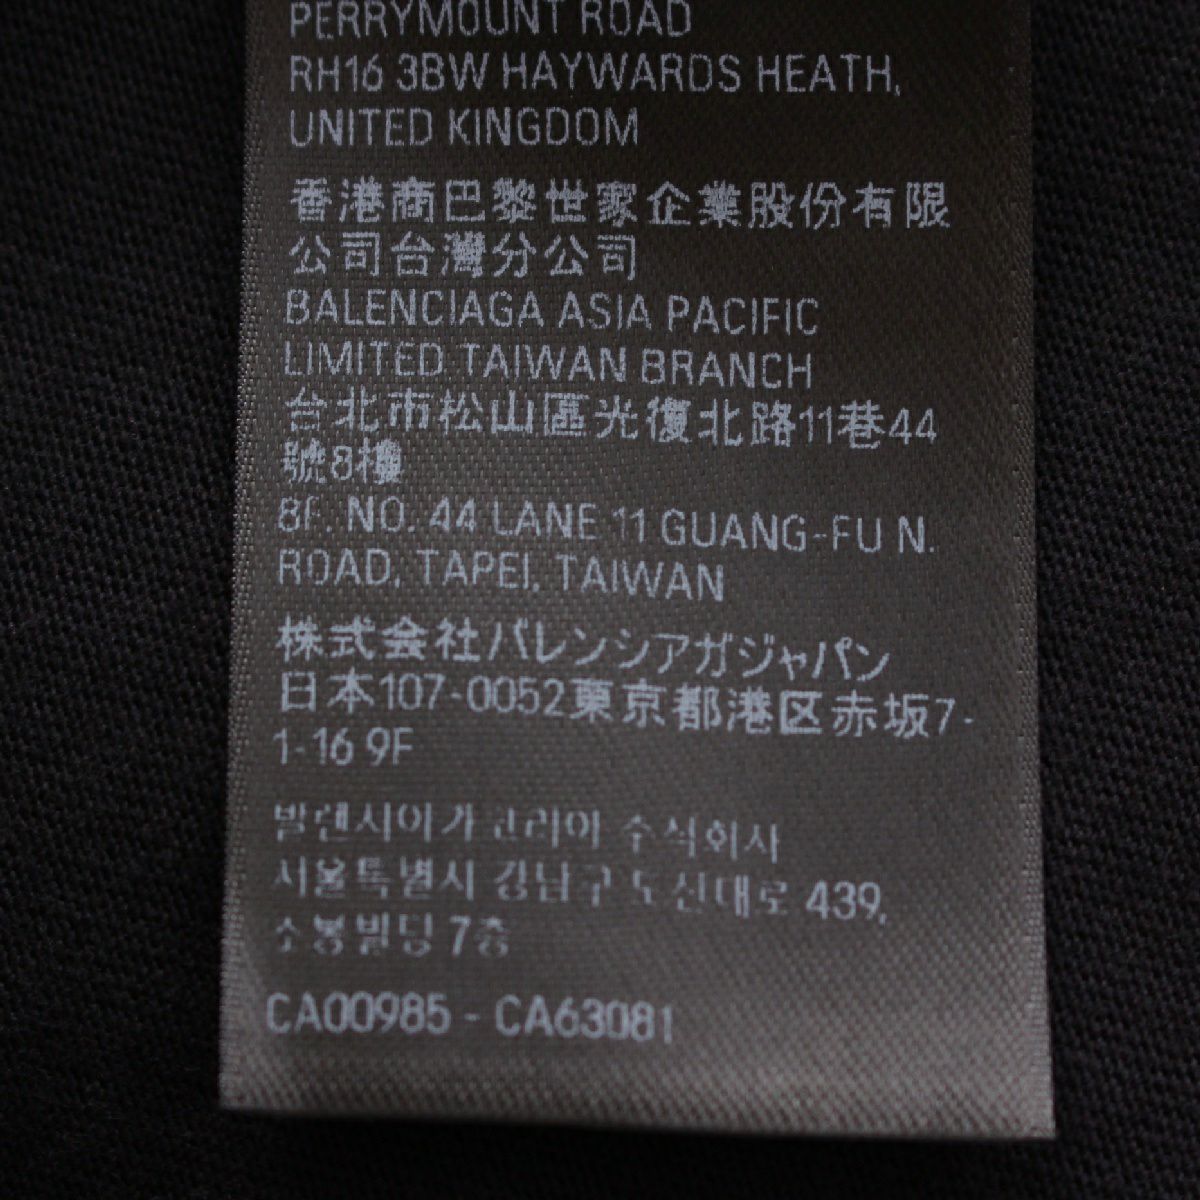 PERRYMOUNT ROAD
RH16 3BW HAYWARDS HEATH,
UNITED KINGDOM
香港商巴黎世家企業股份有限
公司台灣分公司
BALENCIAGA ASIA PACIFIC
LIMITED TAIWAN BRANCH
台北市松山區光復北路11巷44
號8樓
8F. NO. 44 LANE 11 GUANG-FU N.
ROAD, TAPEI, TAIWAN
株式会社バレンシアガジャパン
日本107-0052東京都港区赤坂7-
1-16 9F
발렌시아가코리아 주식회사
서울특별시 강남구 도산대로 439,
소봉빌딩 7층
CA00985 - CA63081